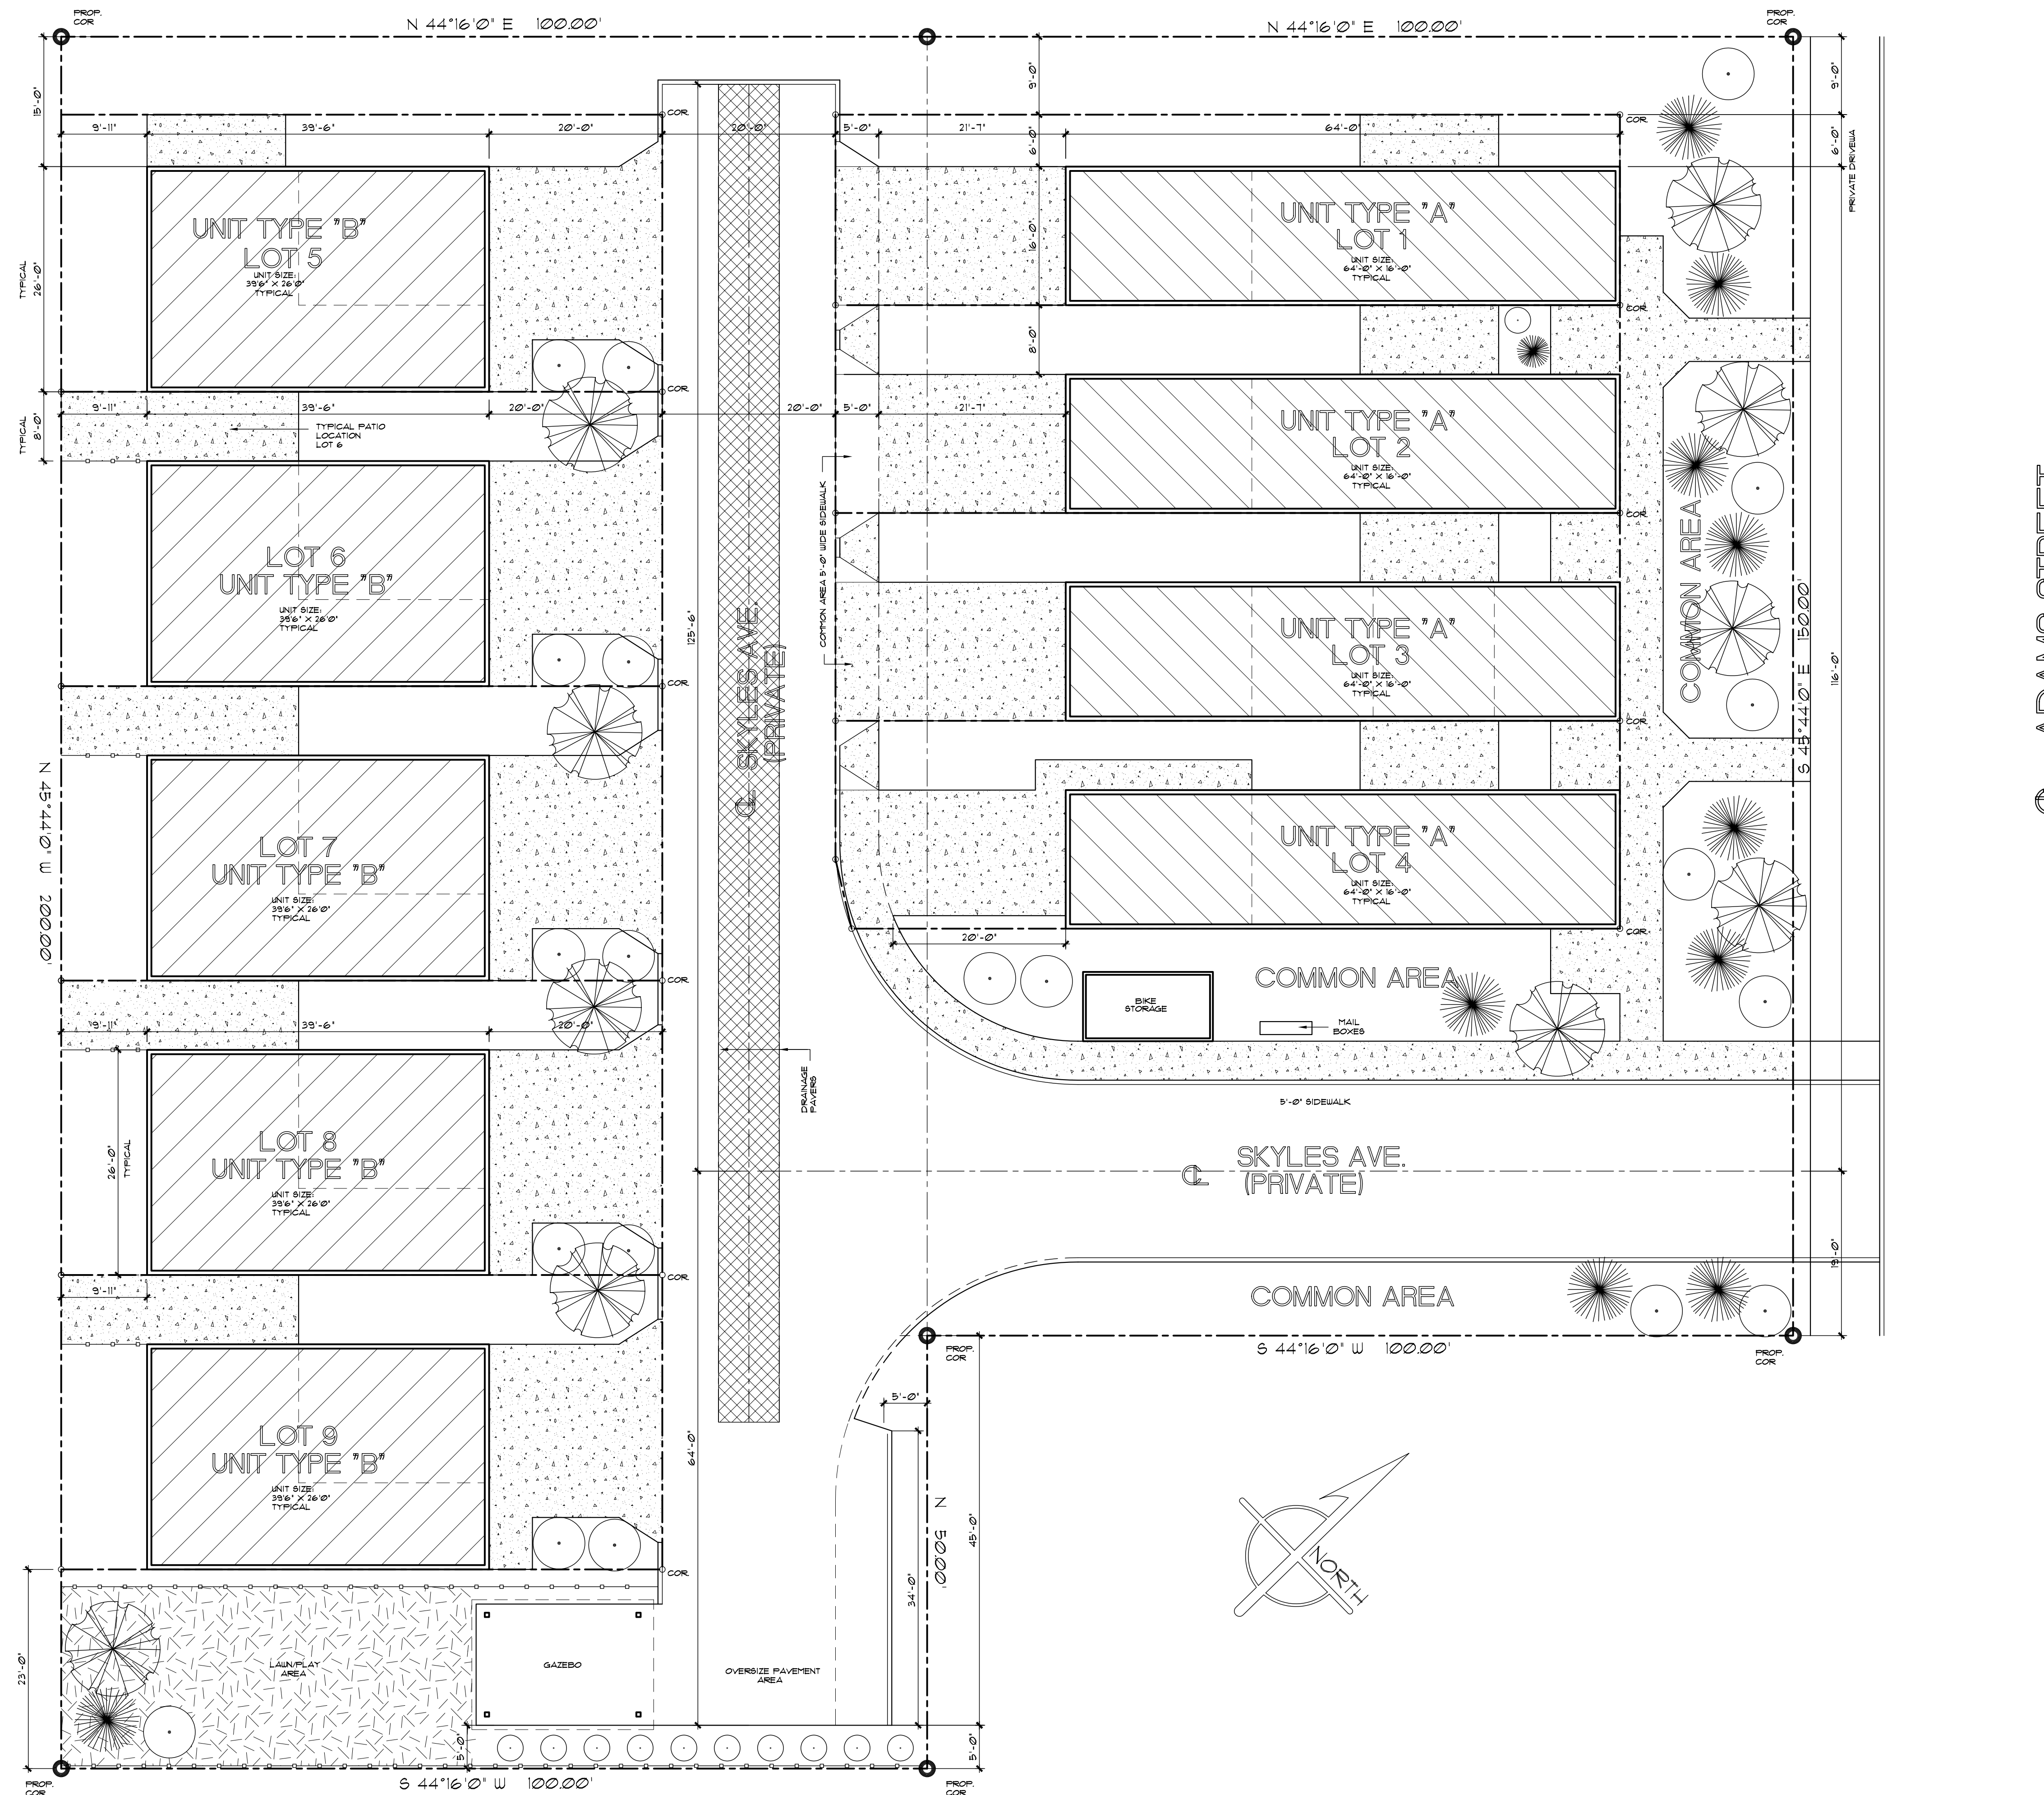 PROP.
COR
N 44°16'0" E 100.00'
N 44°16'0" E 100.00'
PROP.
COR
15'-0"
9'-0"
9'-0"
COR.
COR.
9'-11"
39'-6"
20'-0"
20'-0"
5'-0"
21'-7"
6'-0"
64'-0"
6'-0"
PRIVATE DRIVEWA
UNIT TYPE "B"
LOT 5
UNIT SIZE:
39'6" X 26'0"
TYPICAL
TYPICAL
26'-0"
UNIT TYPE "A"
LOT 1
UNIT SIZE:
64'-0" X 16'-0"
TYPICAL
16'-0"
COR.
8'-0"
COR.
TYPICAL
8'-0"
9'-11"
39'-6"
20'-0"
20'-0"
5'-0"
21'-7"
TYPICAL PATIO
LOCATION
LOT 6
UNIT TYPE "A"
LOT 2
UNIT SIZE:
64'-0" X 16'-0"
TYPICAL
COR.
COMMON AREA 5'-0" WIDE SIDEWALK
COMMON AREA
LOT 6
UNIT TYPE "B"
UNIT SIZE:
39'6" X 26'0"
TYPICAL
125'-6"
℄ SKYLES AVE
(PRIVATE)
UNIT TYPE "A"
LOT 3
UNIT SIZE:
64'-0" X 16'-0"
TYPICAL
COR.
COR.
S 45°44'0" E 150.00'
116'-0"
℄ ADAMS STREET
N 45°44'0" W 200.00'
LOT 7
UNIT TYPE "B"
UNIT SIZE:
39'6" X 26'0"
TYPICAL
UNIT TYPE "A"
LOT 4
UNIT SIZE:
64'-0" X 16'-0"
TYPICAL
COR.
20'-0"
COR.
COMMON AREA
BIKE
STORAGE
MAIL
BOXES
9'-11"
39'-6"
20'-0"
DRAINAGE
PAVERS
5'-0" SIDEWALK
26'-0"
TYPICAL
LOT 8
UNIT TYPE "B"
UNIT SIZE:
39'6" X 26'0"
TYPICAL
℄ SKYLES AVE.
(PRIVATE)
COR.
9'-11"
19'-0"
COMMON AREA
PROP.
COR
S 44°16'0" W 100.00'
PROP.
COR
5'-0"
LOT 9
UNIT TYPE "B"
UNIT SIZE:
39'6" X 26'0"
TYPICAL
64'-0"
N 50.00'
45'-0"
34'-0"
NORTH
COR.
23'-0"
LAWN/PLAY
AREA
GAZEBO
OVERSIZE PAVEMENT
AREA
5'-0"
5'-0"
PROP.
COR
S 44°16'0" W 100.00'
PROP.
COR